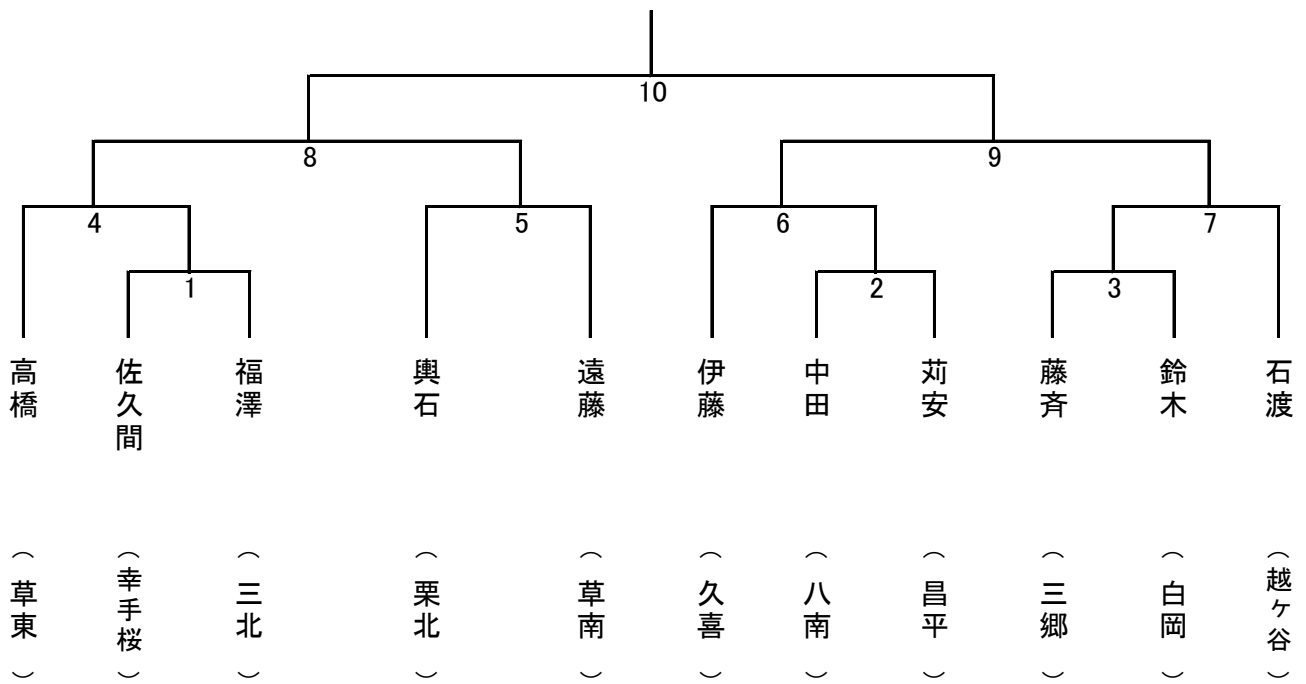 10
8
9
4
5
6
7
1
2
3
高橋
佐久間
福澤
輿石
遠藤
伊藤
中田
苅安
藤斉
鈴木
石渡
（草東）
（幸手桜）
（三北）
（栗北）
（草南）
（久喜）
（八南）
（昌平）
（三郷）
（白岡）
（越ヶ谷）